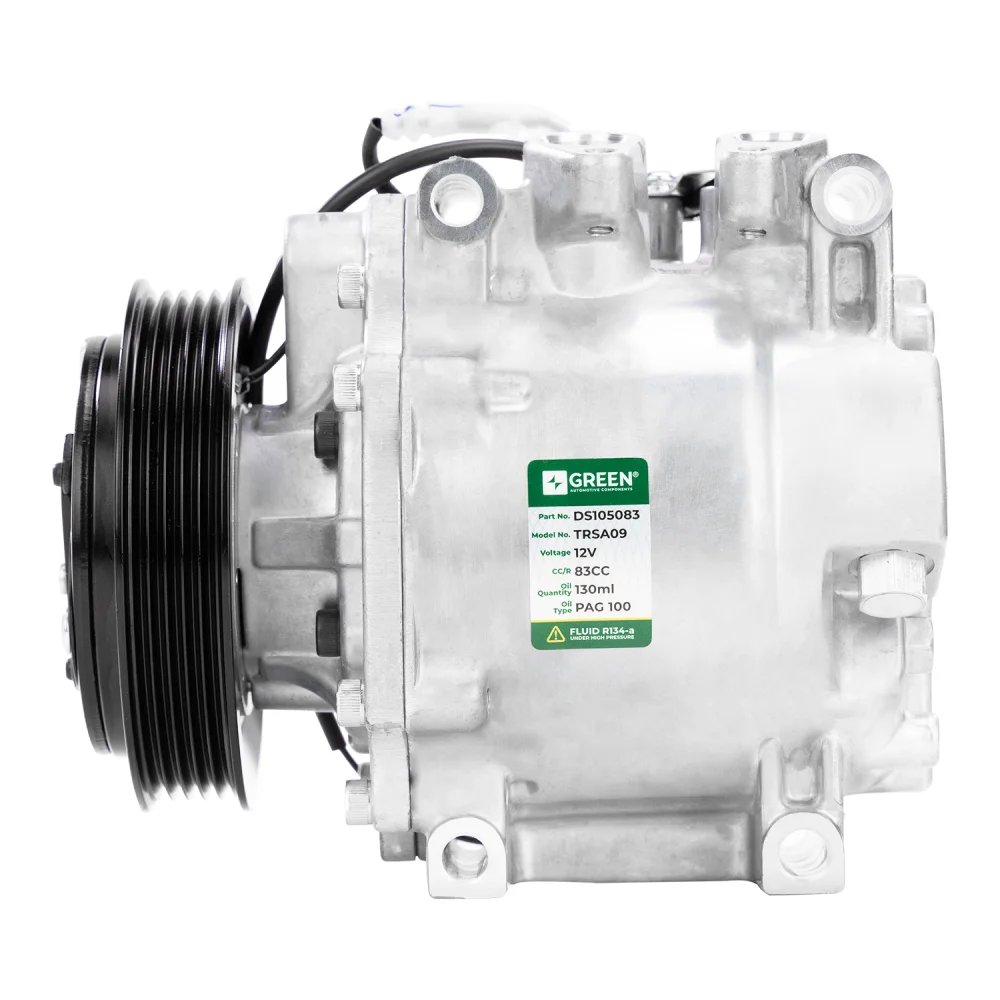 GREEN®
AUTOMOTIVE COMPONENTS
Part No. DS105083
Model No. TRSA09
Voltage 12V
CC/R 83CC
Oil Quantity 130ml
Oil Type PAG 100
FLUID R134-a
UNDER HIGH PRESSURE